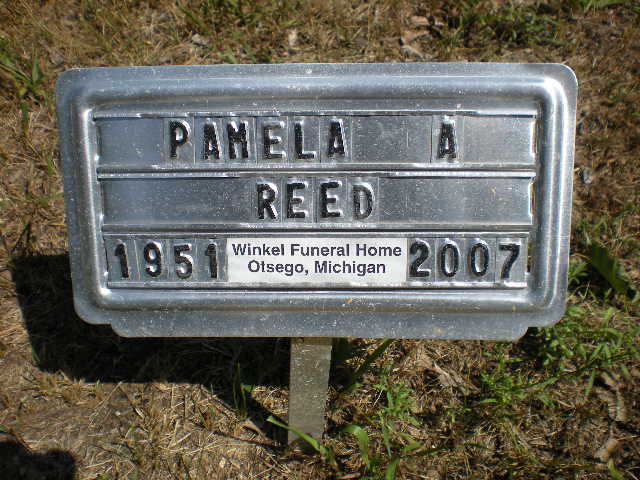 PAMELA A
REED
1951 Winkel Funeral Home 2007
Otsego, Michigan